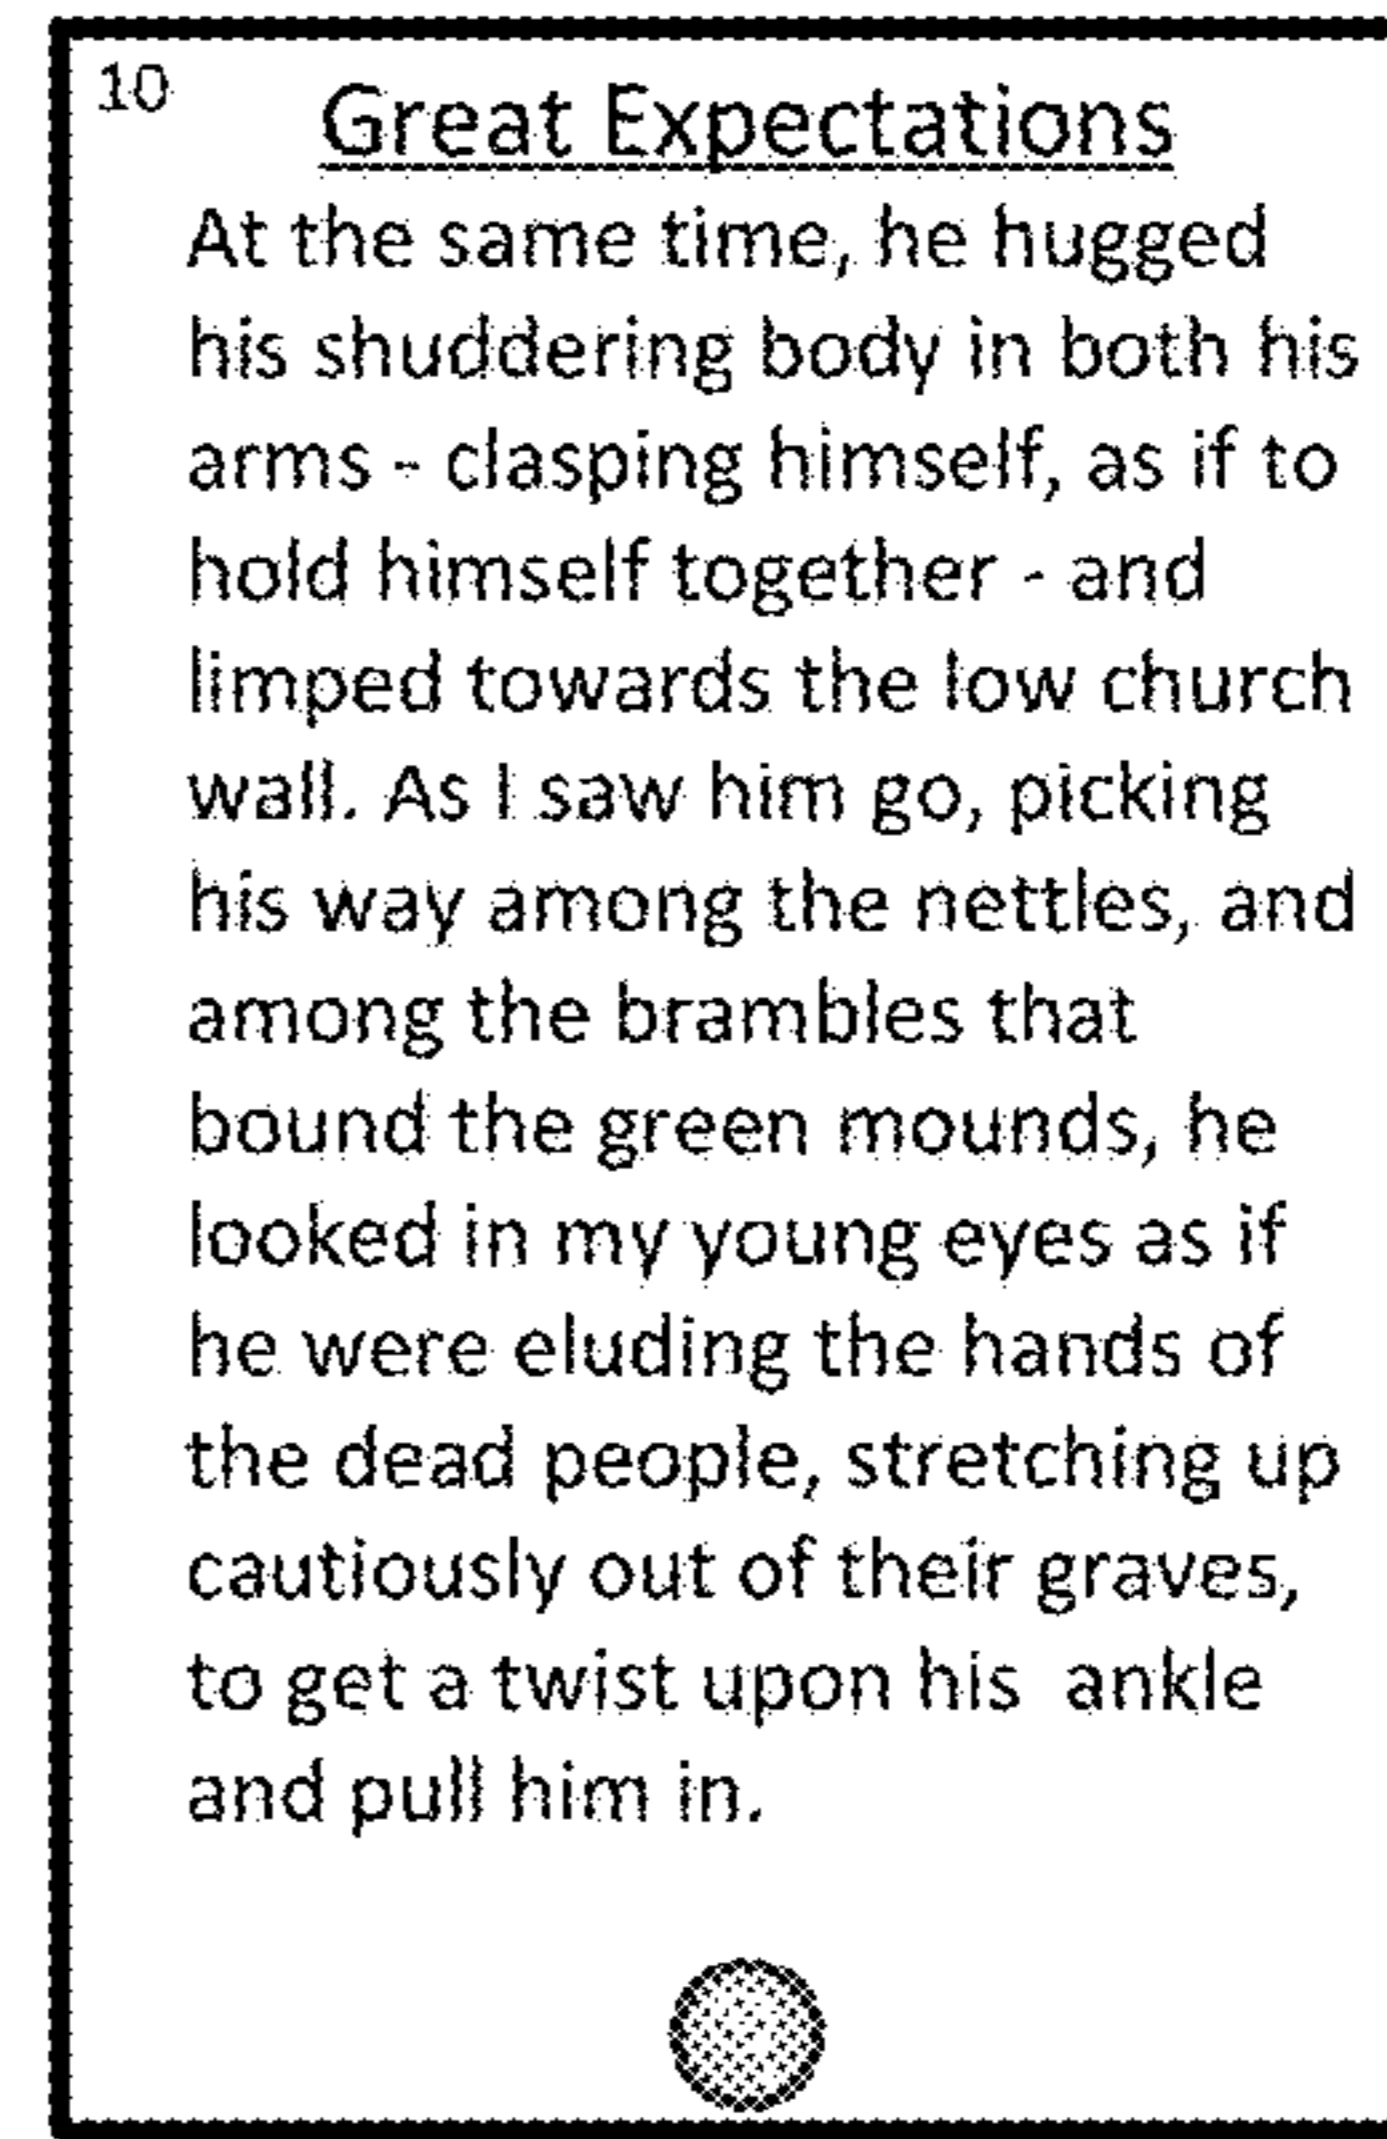 10
Great Expectations
At the same time, he hugged
his shuddering body in both his
arms - clasping himself, as if to
hold himself together - and
limped towards the low church
wall. As I saw him go, picking
his way among the nettles, and
among the brambles that
bound the green mounds, he
looked in my young eyes as if
he were eluding the hands of
the dead people, stretching up
cautiously out of their graves,
to get a twist upon his  ankle
and pull him in.